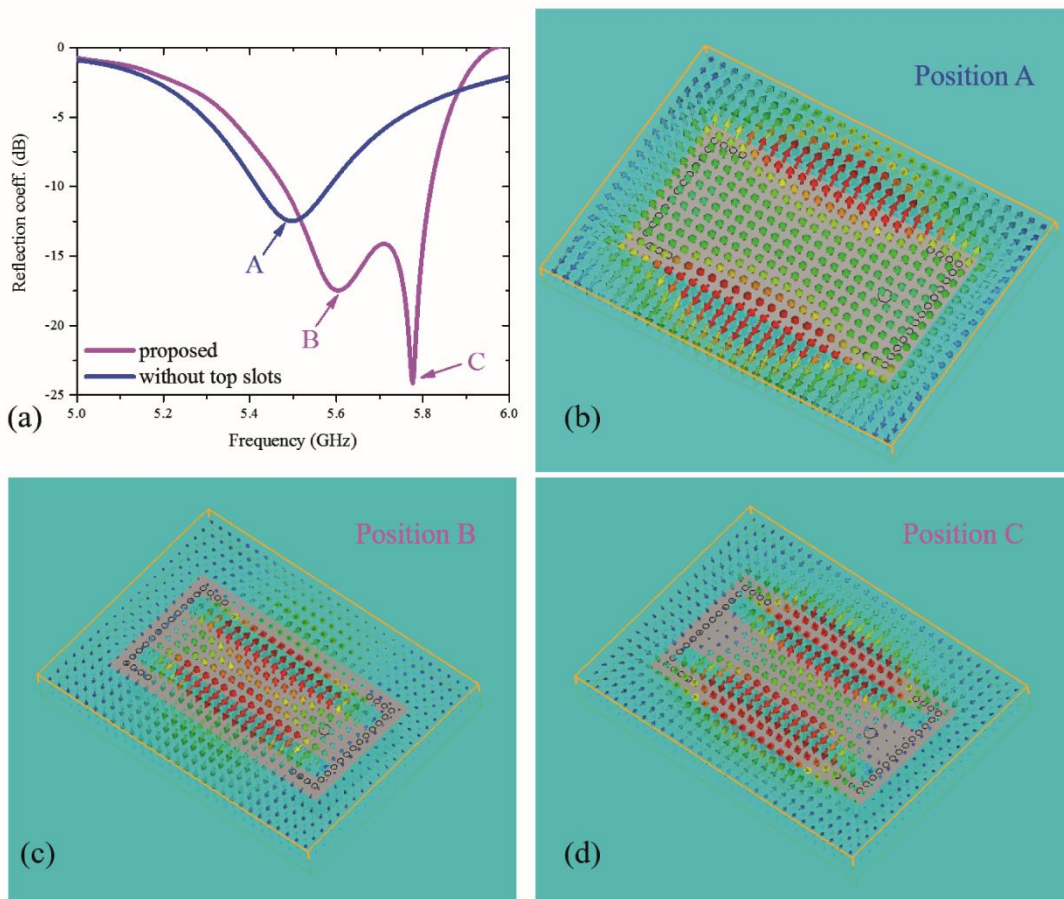 0
-5
-10
-15
-20
-25
Reflection coeff. (dB)
A
B
C
proposed
without top slots
5.0 5.2 5.4 5.6 5.8 6.0
Frequency (GHz)
(a)
Position A
(b)
Position B
(c)
Position C
(d)